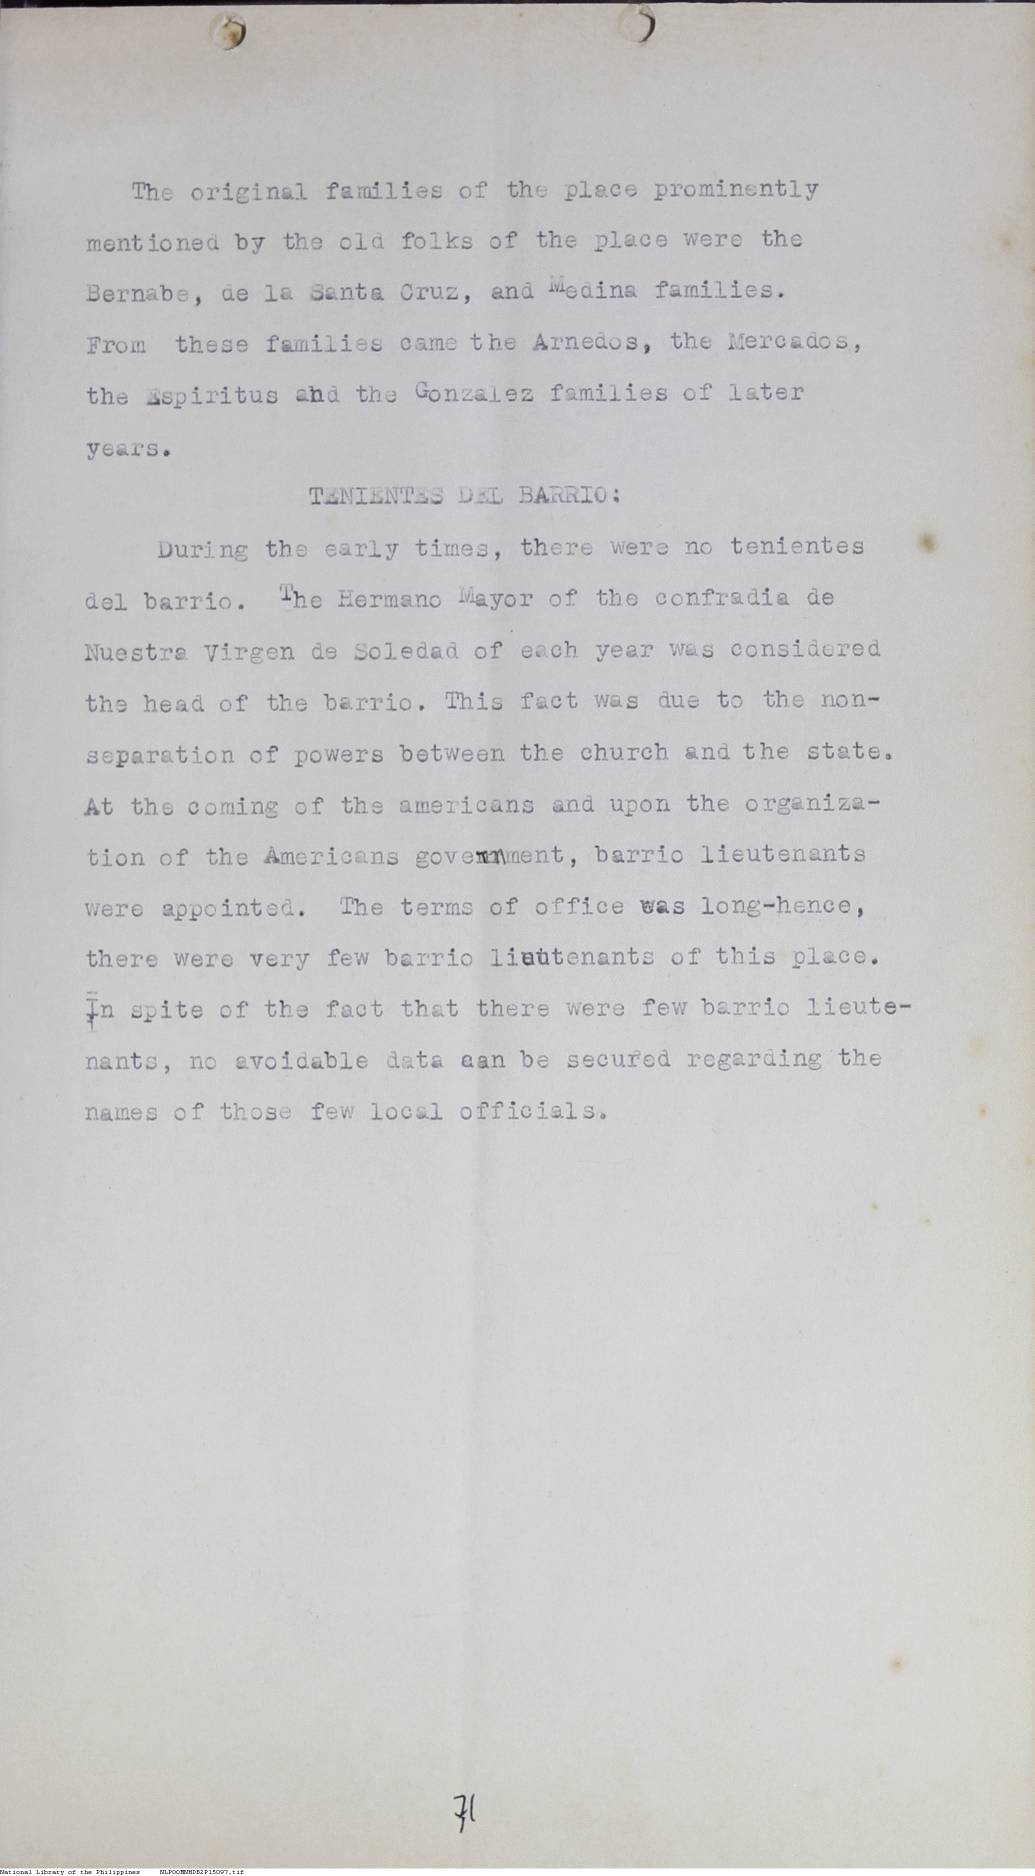 The original families of the place prominently
mentioned by the old folks of the place were the
Bernabe, de la Santa Cruz, and Medina families.
From these families came the Arnedos, the Mercados,
the Espiritus and the Gonzalez families of later
years.
TENIENTES DEL BARRIO:
During the early times, there were no tenientes
del barrio. The Hermano Mayor of the confradia de
Nuestra Virgen de Soledad of each year was considered
the head of the barrio. This fact was due to the non-
separation of powers between the church and the state.
At the coming of the americans and upon the organiza-
tion of the Americans government, barrio lieutenants
were appointed. The terms of office was long-hence,
there were very few barrio lieutenants of this place.
In spite of the fact that there were few barrio lieute-
nants, no avoidable data can be secured regarding the
names of those few local officials.
71
National Library of the Philippines NLPOOMNHDB2P15097.tif